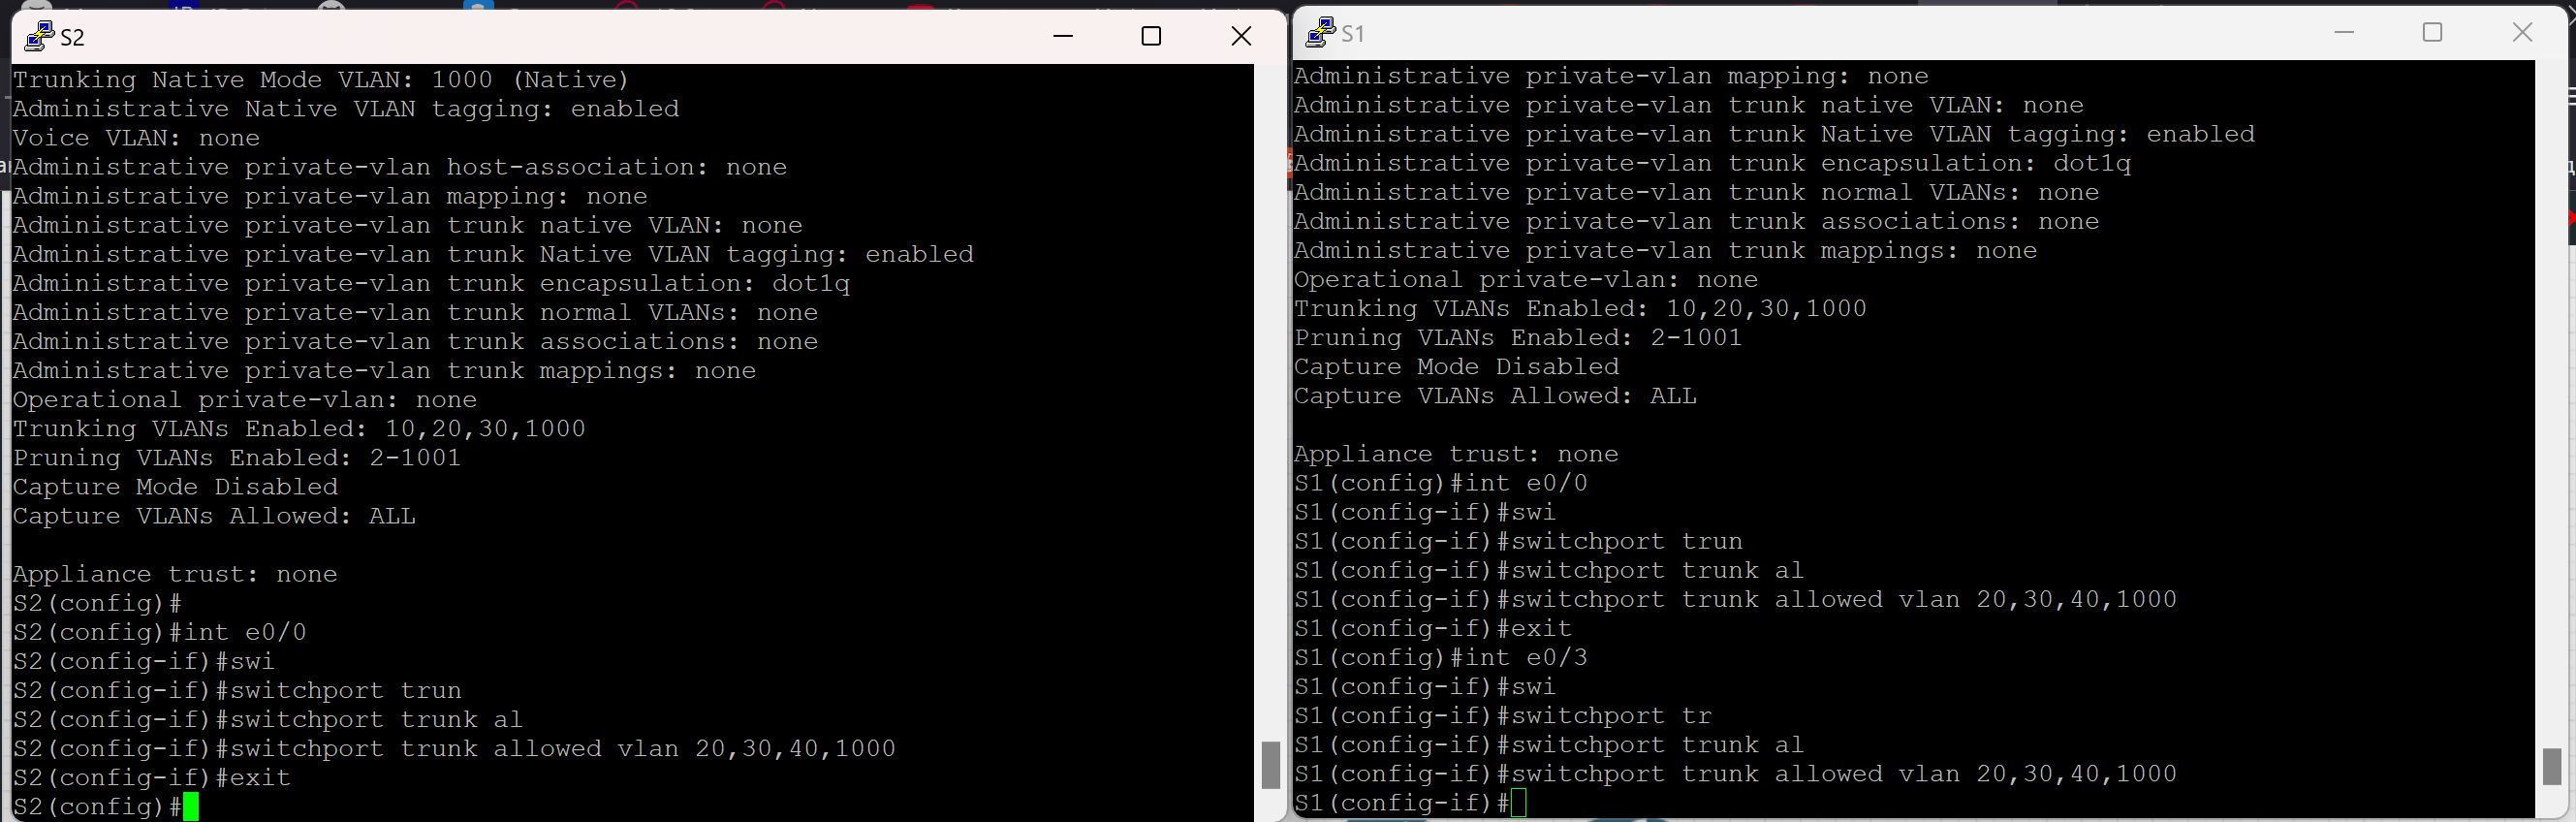 S2
Trunking Native Mode VLAN: 1000 (Native)
Administrative Native VLAN tagging: enabled
Voice VLAN: none
Administrative private-vlan host-association: none
Administrative private-vlan mapping: none
Administrative private-vlan trunk native VLAN: none
Administrative private-vlan trunk Native VLAN tagging: enabled
Administrative private-vlan trunk encapsulation: dot1q
Administrative private-vlan trunk normal VLANs: none
Administrative private-vlan trunk associations: none
Administrative private-vlan trunk mappings: none
Operational private-vlan: none
Trunking VLANs Enabled: 10,20,30,1000
Pruning VLANs Enabled: 2-1001
Capture Mode Disabled
Capture VLANs Allowed: ALL
Appliance trust: none
S2(config)#
S2(config)#int e0/0
S2(config-if)#swi
S2(config-if)#switchport trun
S2(config-if)#switchport trunk al
S2(config-if)#switchport trunk allowed vlan 20,30,40,1000
S2(config-if)#exit
S2(config)#
S1
Administrative private-vlan mapping: none
Administrative private-vlan trunk native VLAN: none
Administrative private-vlan trunk Native VLAN tagging: enabled
Administrative private-vlan trunk encapsulation: dot1q
Administrative private-vlan trunk normal VLANs: none
Administrative private-vlan trunk associations: none
Administrative private-vlan trunk mappings: none
Operational private-vlan: none
Trunking VLANs Enabled: 10,20,30,1000
Pruning VLANs Enabled: 2-1001
Capture Mode Disabled
Capture VLANs Allowed: ALL
Appliance trust: none
S1(config)#int e0/0
S1(config-if)#swi
S1(config-if)#switchport trun
S1(config-if)#switchport trunk al
S1(config-if)#switchport trunk allowed vlan 20,30,40,1000
S1(config-if)#exit
S1(config)#int e0/3
S1(config-if)#swi
S1(config-if)#switchport tr
S1(config-if)#switchport trunk al
S1(config-if)#switchport trunk allowed vlan 20,30,40,1000
S1(config-if)#